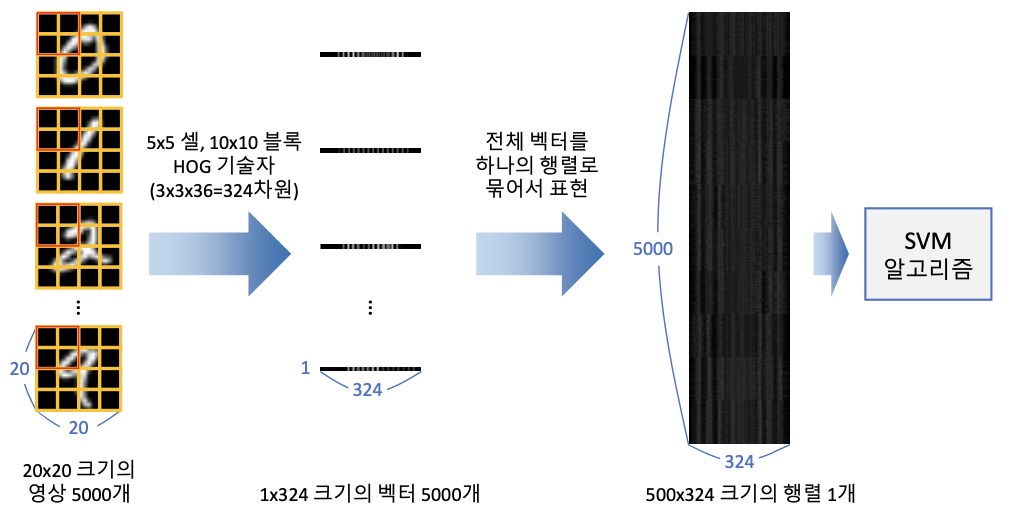 5x5 셀, 10x10 블록
HOG 기술자
(3x3x36=324차원)
전체 벡터를
하나의 행렬로
묶어서 표현
5000
SVM
알고리즘
⋮
⋮
20
20
1
324
324
20x20 크기의
영상 5000개
1x324 크기의 벡터 5000개
500x324 크기의 행렬 1개